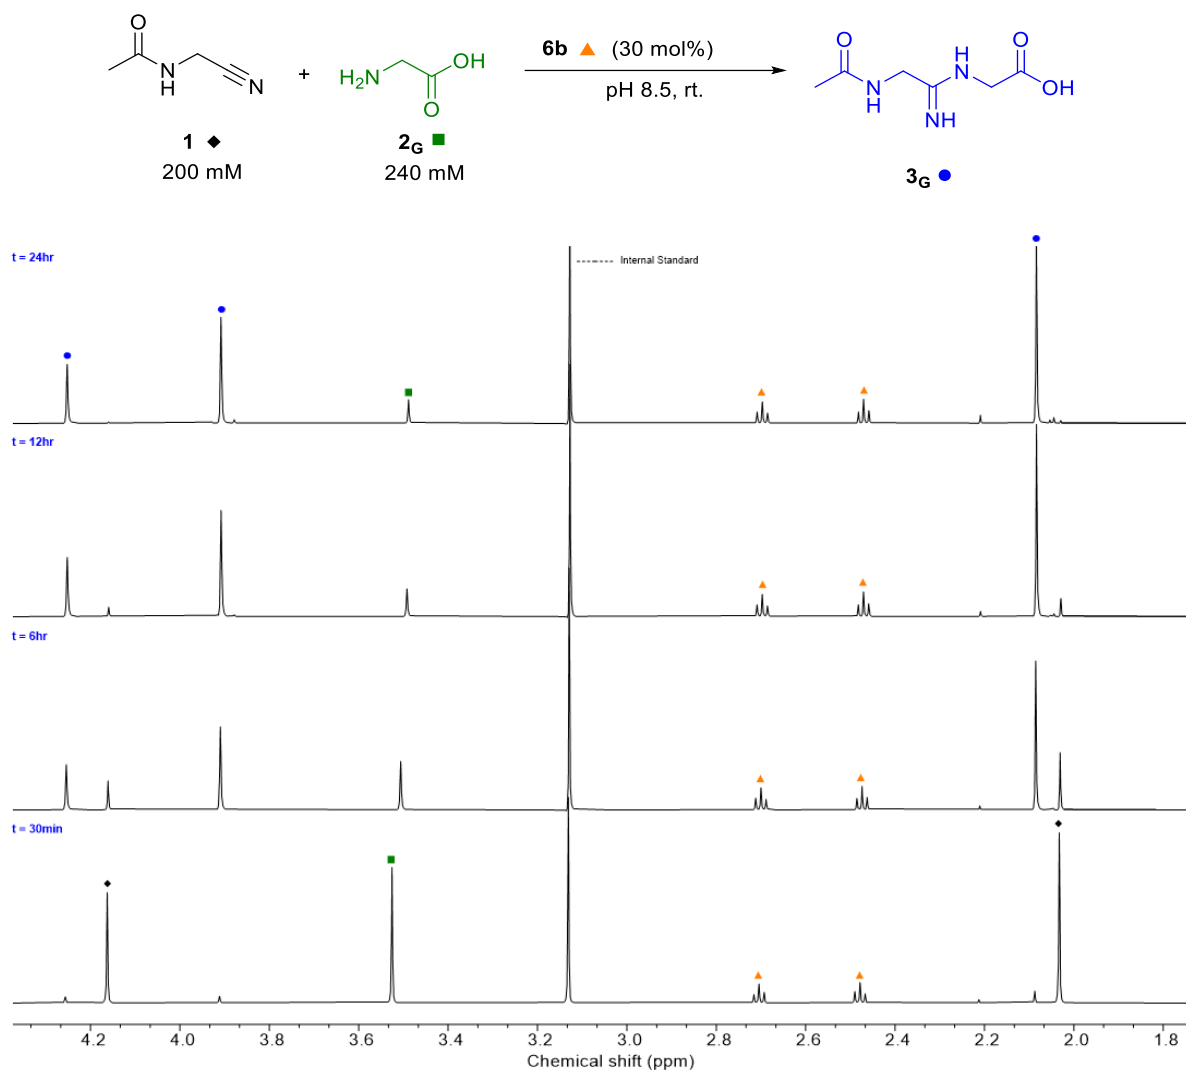 O
N
H
N
1 ◆
200 mM
+
H₂N
OH
O
2G ■
240 mM
6b ▲ (30 mol%)
pH 8.5, rt.
O
N
H
H
N
NH
O
OH
3G ●
t = 24hr
Internal Standard
t = 12hr
t = 6hr
t = 30min
4.2 4.0 3.8 3.6 3.4 3.2 3.0 2.8 2.6 2.4 2.2 2.0 1.8
Chemical shift (ppm)